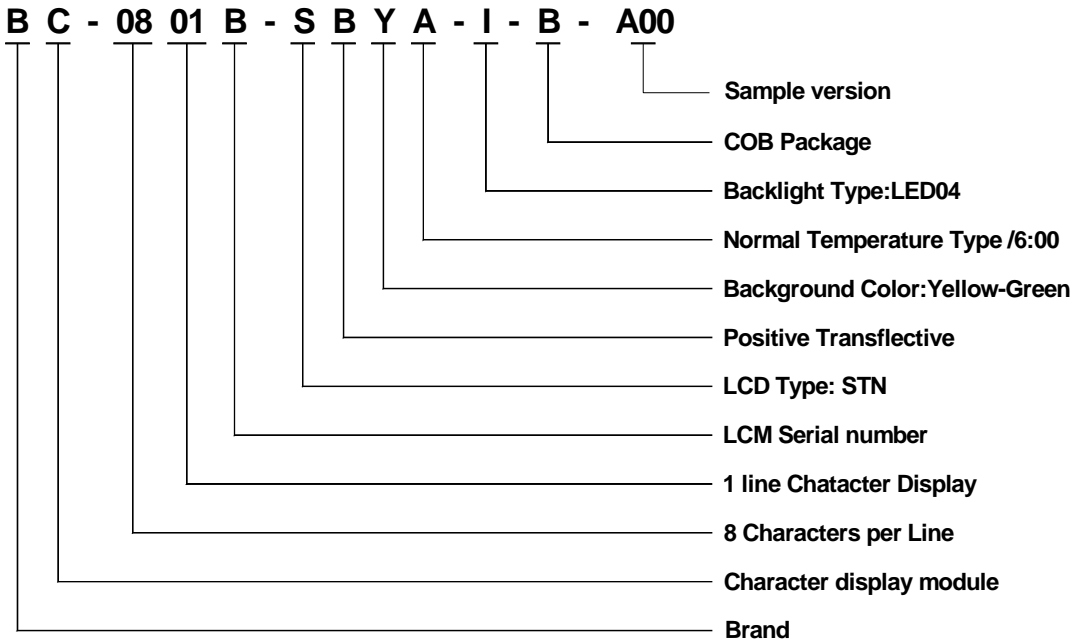 B C - 08 01 B - S B Y A - I - B - A00
Sample version
COB Package
Backlight Type:LED04
Normal Temperature Type /6:00
Background Color:Yellow-Green
Positive Transflective
LCD Type: STN
LCM Serial number
1 line Chatacter Display
8 Characters per Line
Character display module
Brand